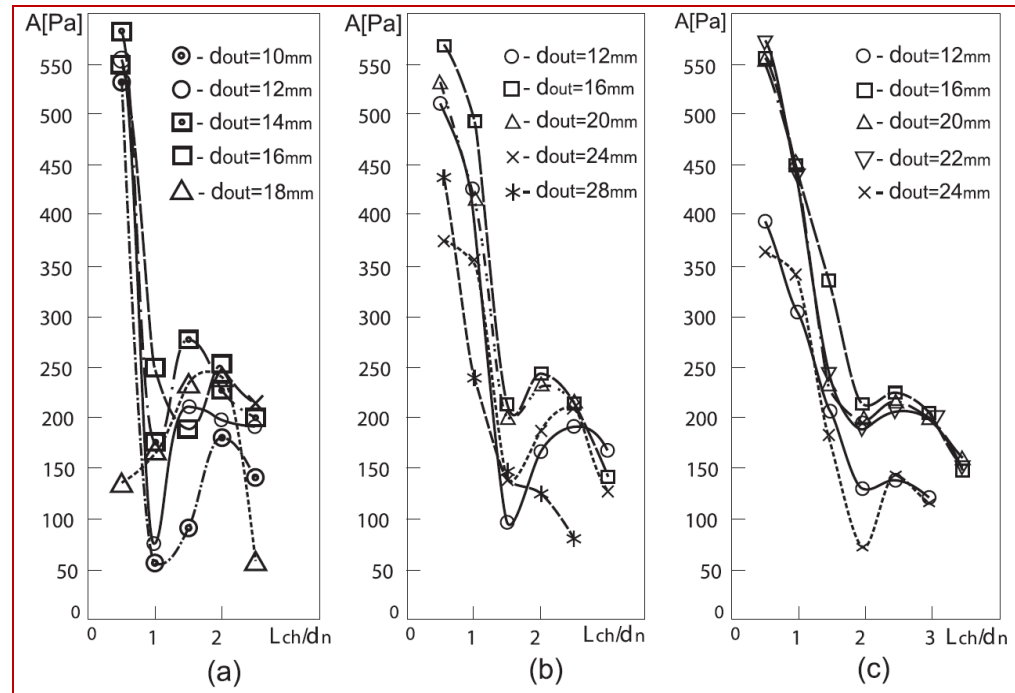 A[Pa]
550
500
450
400
350
300
250
200
150
100
50
0
0 1 2 Lch/dn
- dout=10mm
- dout=12mm
- dout=14mm
- dout=16mm
- dout=18mm
(a)
A[Pa]
550
500
450
400
350
300
250
200
150
100
50
0
0 1 2 Lch/dn
- dout=12mm
- dout=16mm
- dout=20mm
- dout=24mm
- dout=28mm
(b)
A[Pa]
550
500
450
400
350
300
250
200
150
100
50
0
0 1 2 3 Lch/dn
- dout=12mm
- dout=16mm
- dout=20mm
- dout=22mm
- dout=24mm
(c)